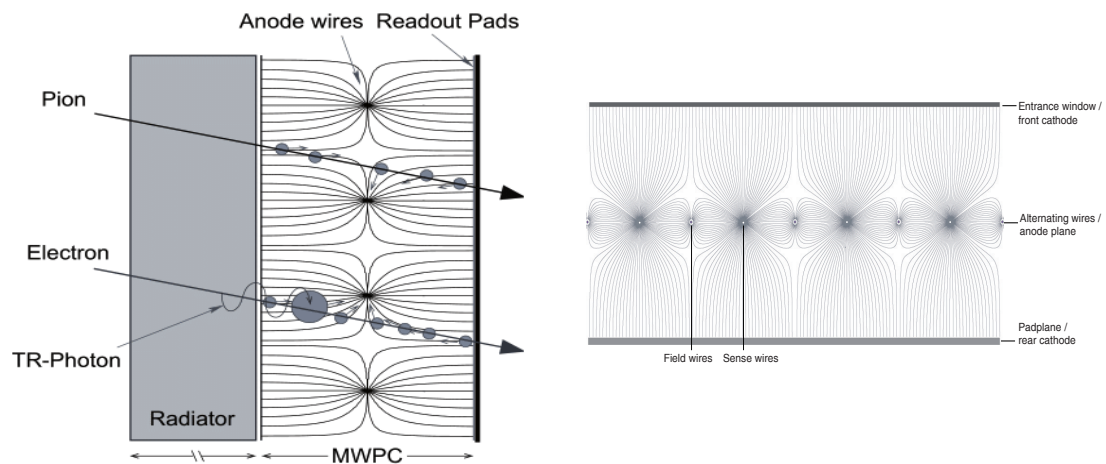 Anode wires
Readout Pads
Pion
Electron
TR-Photon
Radiator
MWPC
Entrance window /
front cathode
Alternating wires /
anode plane
Padplane /
rear cathode
Field wires
Sense wires